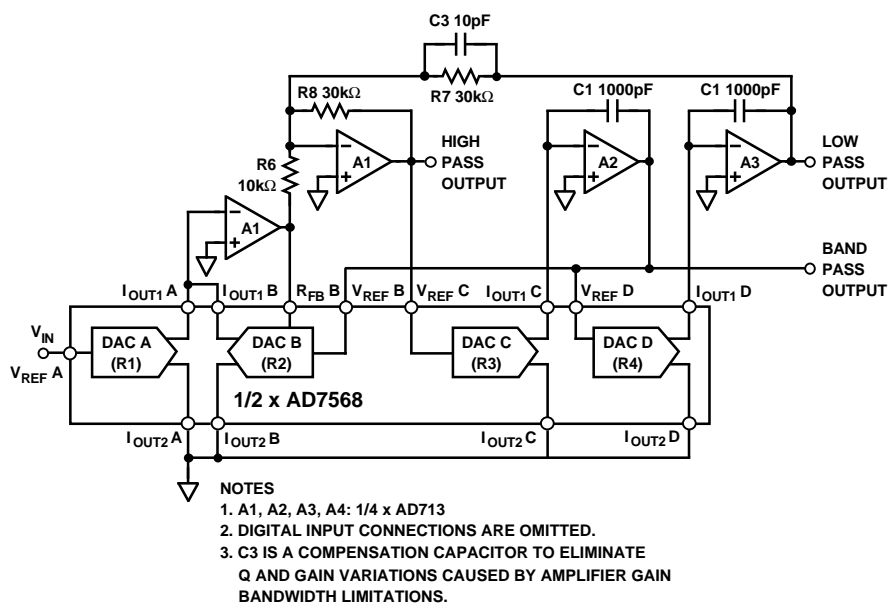 C3 10pF
R8 30kΩ
R7 30kΩ
C1 1000pF
C1 1000pF
R6
10kΩ
–
+
A1
HIGH
PASS
OUTPUT
–
+
A2
–
+
A3
LOW
PASS
OUTPUT
–
+
A1
BAND
PASS
OUTPUT
IOUT1 A
IOUT1 B
RFB B
VREF B
VREF C
IOUT1 C
VREF D
IOUT1 D
VIN
VREF A
DAC A
(R1)
DAC B
(R2)
DAC C
(R3)
DAC D
(R4)
1/2 x AD7568
IOUT2 A
IOUT2 B
IOUT2 C
IOUT2 D
NOTES
1. A1, A2, A3, A4: 1/4 x AD713
2. DIGITAL INPUT CONNECTIONS ARE OMITTED.
3. C3 IS A COMPENSATION CAPACITOR TO ELIMINATE
Q AND GAIN VARIATIONS CAUSED BY AMPLIFIER GAIN
BANDWIDTH LIMITATIONS.